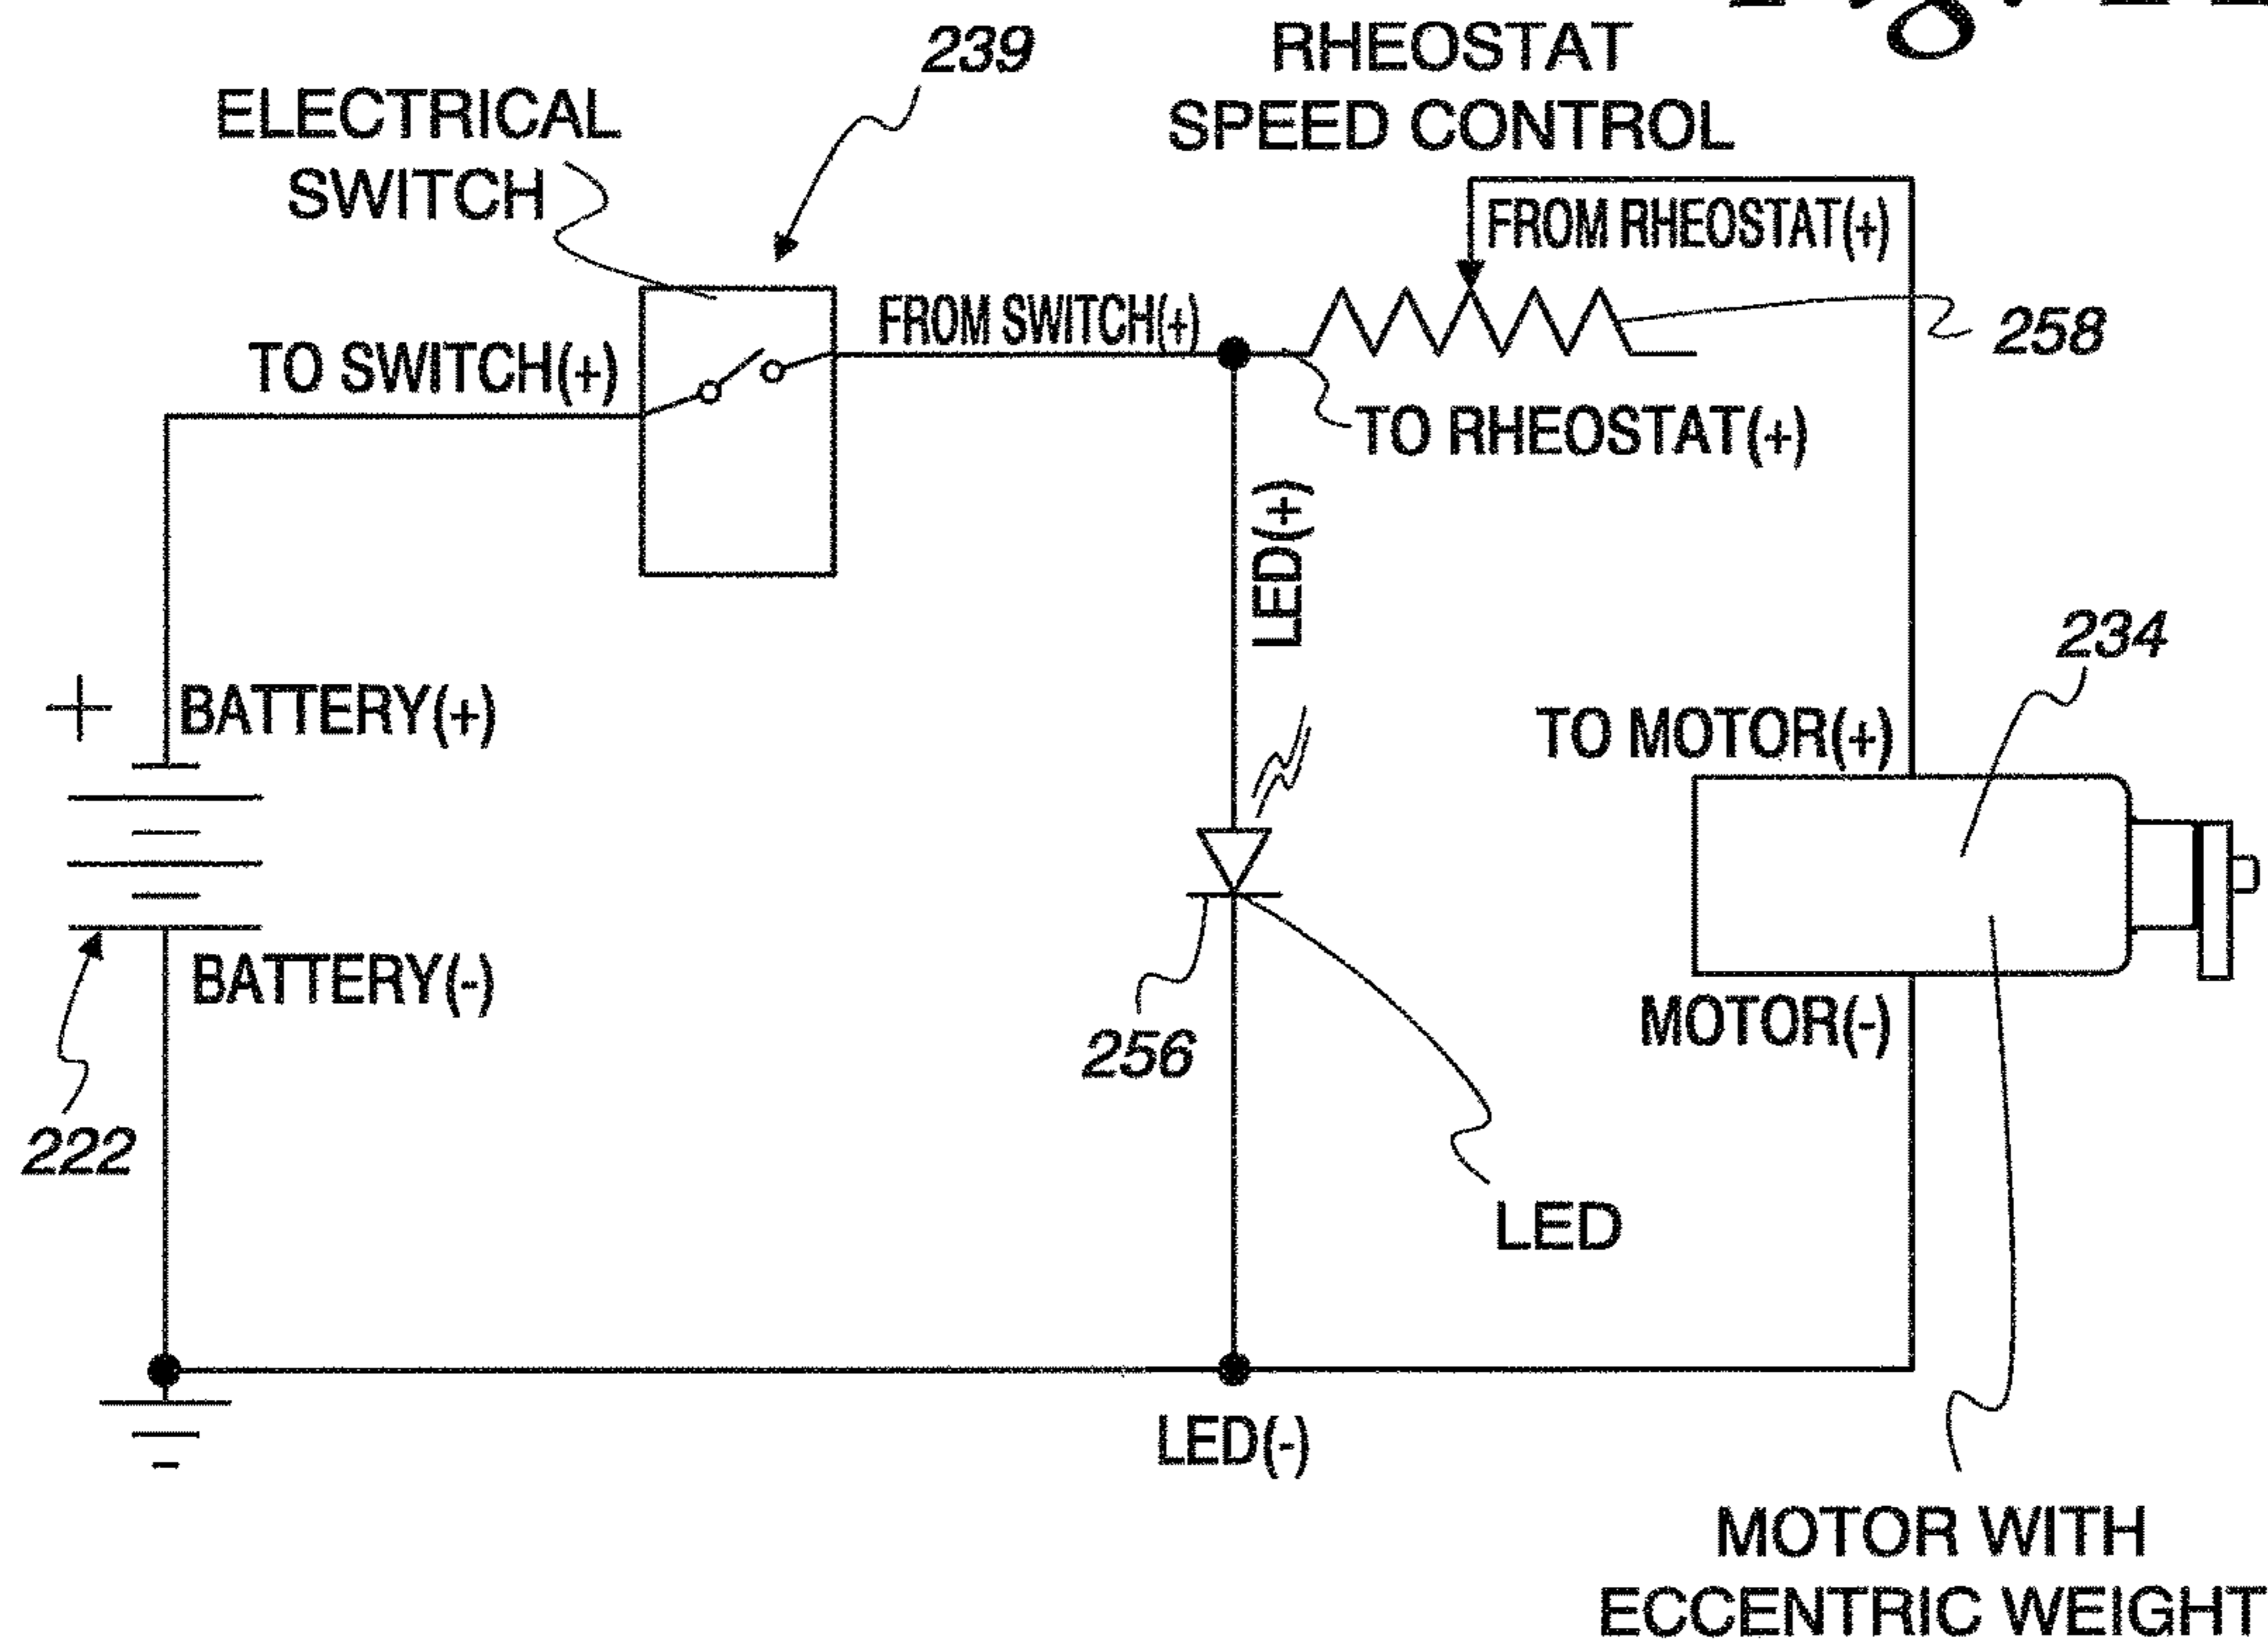 239
RHEOSTAT
SPEED CONTROL
ELECTRICAL
SWITCH
FROM RHEOSTAT(+)
FROM SWITCH(+)
258
TO SWITCH(+)
TO RHEOSTAT(+)
LED(+)
234
BATTERY(+)
TO MOTOR(+)
BATTERY(-)
MOTOR(-)
256
222
LED
LED(-)
MOTOR WITH
ECCENTRIC WEIGHT